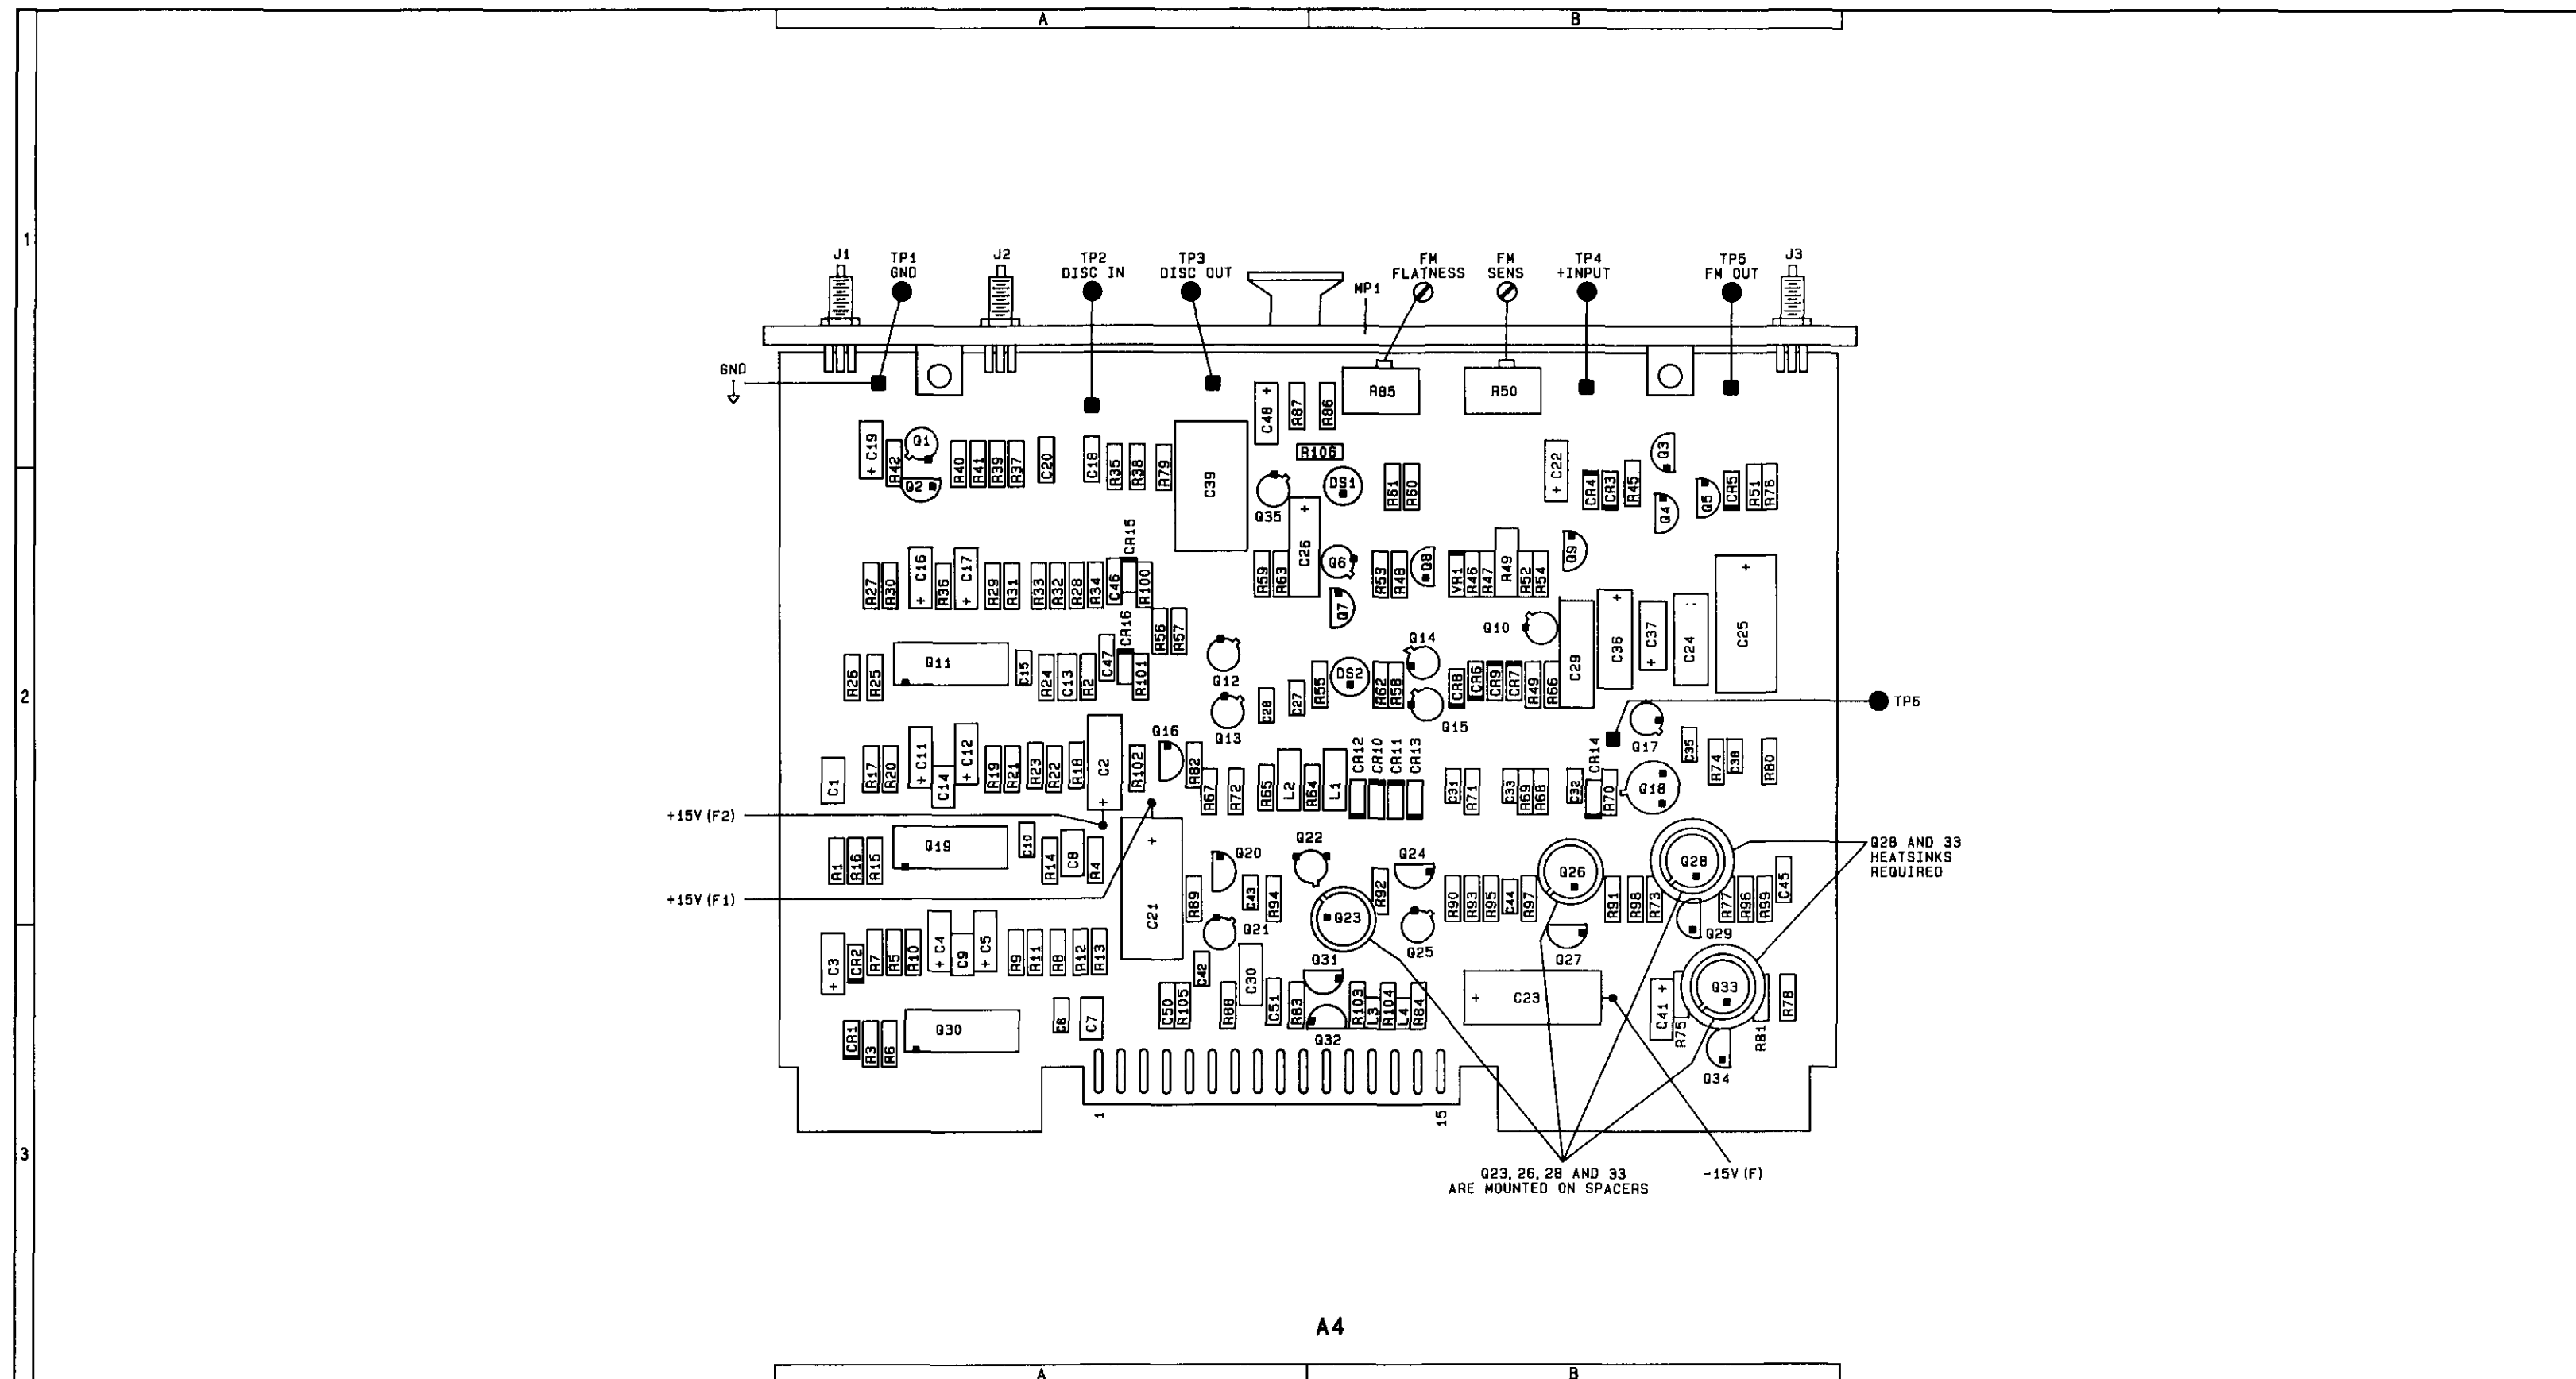 A B
1
J1 TP1 J2 TP2 TP3 FM FM TP4 TP5 J3
GND DISC IN DISC OUT FLATNESS SENS +INPUT FM OUT
MP1
GND
R85 R50
C48 + R87 R86
+ C19 R42 Q1 R40 R41 R39 R37 C20 C18 R35 R38 R79 C39 R106 + C22 Q3
Q2 Q35 DS1 R61 R60 CR4 CR3 R45 Q4 Q5 CR5 R51 R76
CR15
R27 R30 + C16 R36 + C17 R29 R31 R33 R32 R28 R34 C46 R100 R59 R63 C26 + Q6 R53 R48 Q8 VR1 R46 R47 R49 R52 R54 Q9
Q7
CR16 R56 R57 Q14 Q10 C29 C36 + + C37 C24 C25 +
R26 R25 Q11 C15 R24 C13 R2 C47 R101 Q12 R55 DS2 R62 R58 CR8 CR6 CR9 CR7 R49 R66
2
Q13 C28 C27 Q15 TP6
Q16 CR12 CR10 CR11 CR13 CR14 Q17
C1 R17 R20 + C11 C14 + C12 R19 R21 R23 R22 R18 C2 + R102 R82 R67 R72 R65 L2 R64 L1 C31 R71 C33 R69 R68 C32 R70 Q18 C35 R74 C38 R80
+15V(F2)
R1 R16 R15 Q19 C10 R14 C8 R4 + C21 Q20 Q22 Q24 Q26 Q28 Q28 AND 33
HEATSINKS
REQUIRED
+15V(F1)
R89 C43 R94 Q23 R92 R90 R93 R95 C44 R97 R91 R98 R73 R77 R96 R99 C45
Q21 Q25 Q27 Q29
+ C3 CR2 R7 R5 R10 + C4 C9 + C5 R9 R11 R8 R12 R13 C42 C30 Q31
C50 R105 R88 C51 R83 R103 L3 R104 L4 R84 + C23 C41 + R75 Q33 R81 R78
CR1 R3 R6 Q30 C6 C7 Q32
Q34
1 15
3
Q23, 26, 28 AND 33
ARE MOUNTED ON SPACERS
-15V(F)
A4
A B